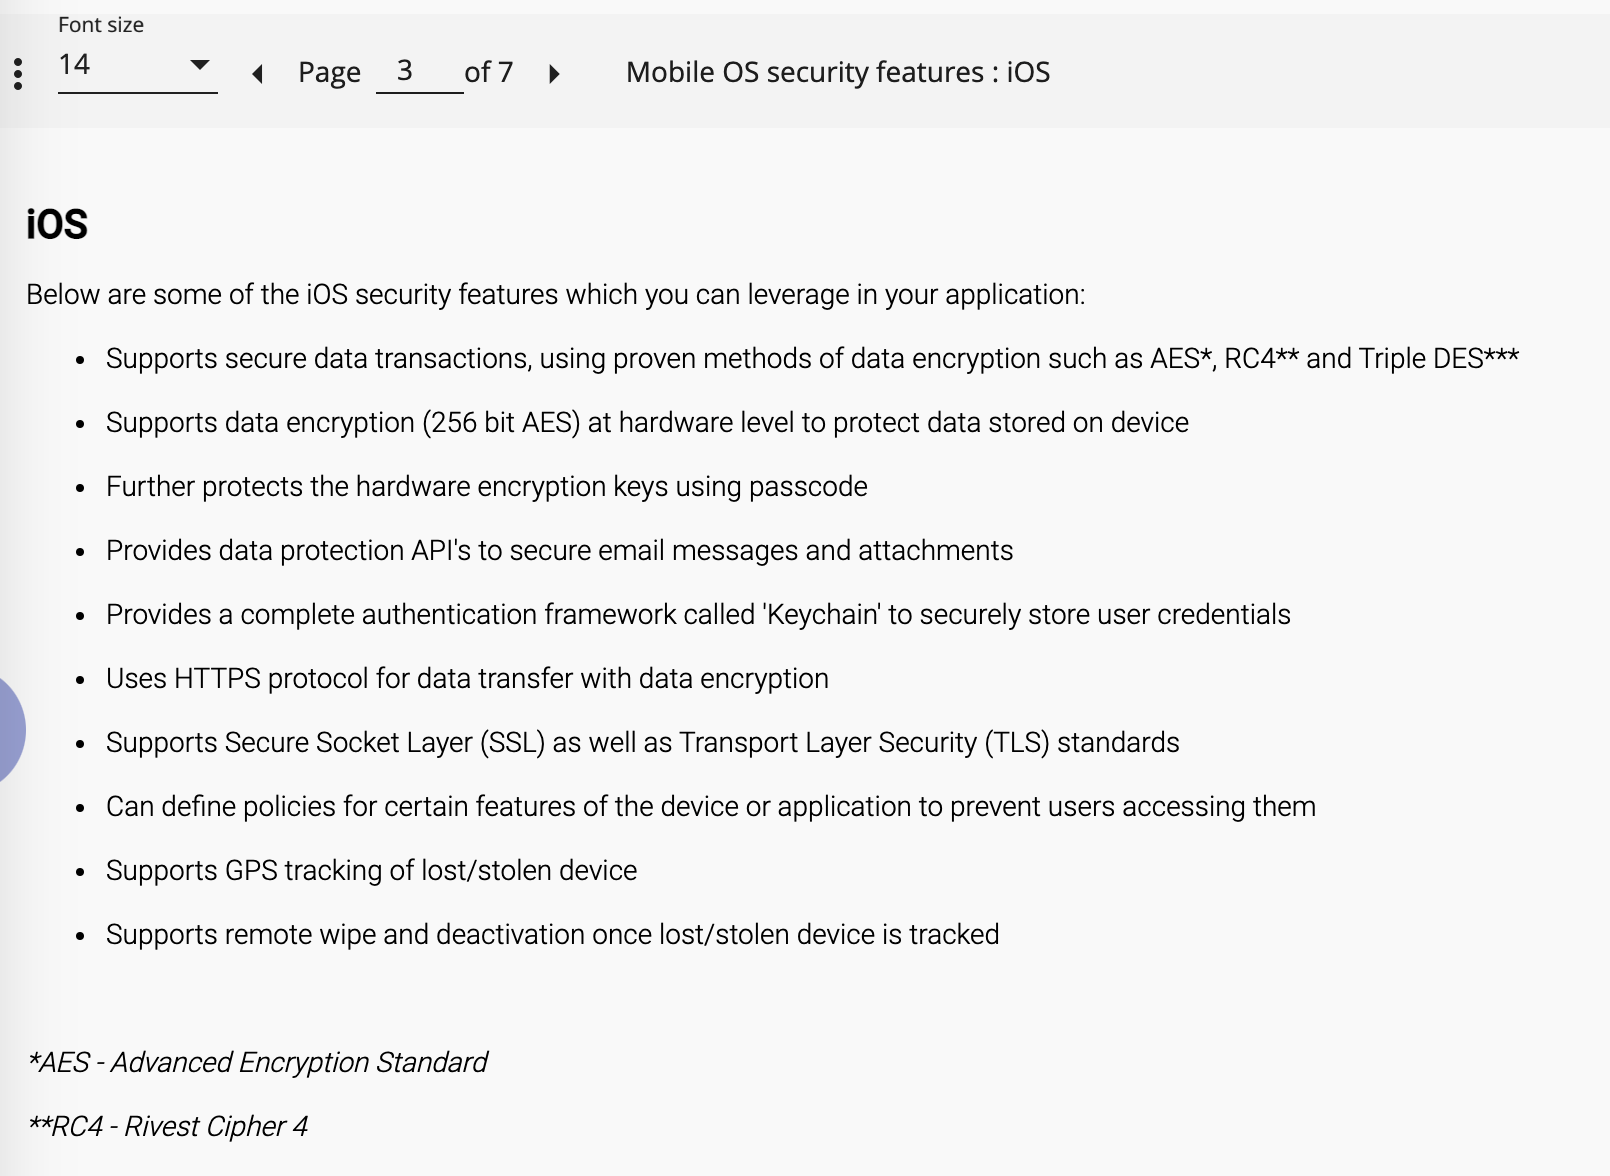 Font size
14
Page 3 of 7
Mobile OS security features : iOS
iOS
Below are some of the iOS security features which you can leverage in your application:
• Supports secure data transactions, using proven methods of data encryption such as AES*, RC4** and Triple DES***
• Supports data encryption (256 bit AES) at hardware level to protect data stored on device
• Further protects the hardware encryption keys using passcode
• Provides data protection API's to secure email messages and attachments
• Provides a complete authentication framework called 'Keychain' to securely store user credentials
• Uses HTTPS protocol for data transfer with data encryption
• Supports Secure Socket Layer (SSL) as well as Transport Layer Security (TLS) standards
• Can define policies for certain features of the device or application to prevent users accessing them
• Supports GPS tracking of lost/stolen device
• Supports remote wipe and deactivation once lost/stolen device is tracked
*AES - Advanced Encryption Standard
**RC4 - Rivest Cipher 4